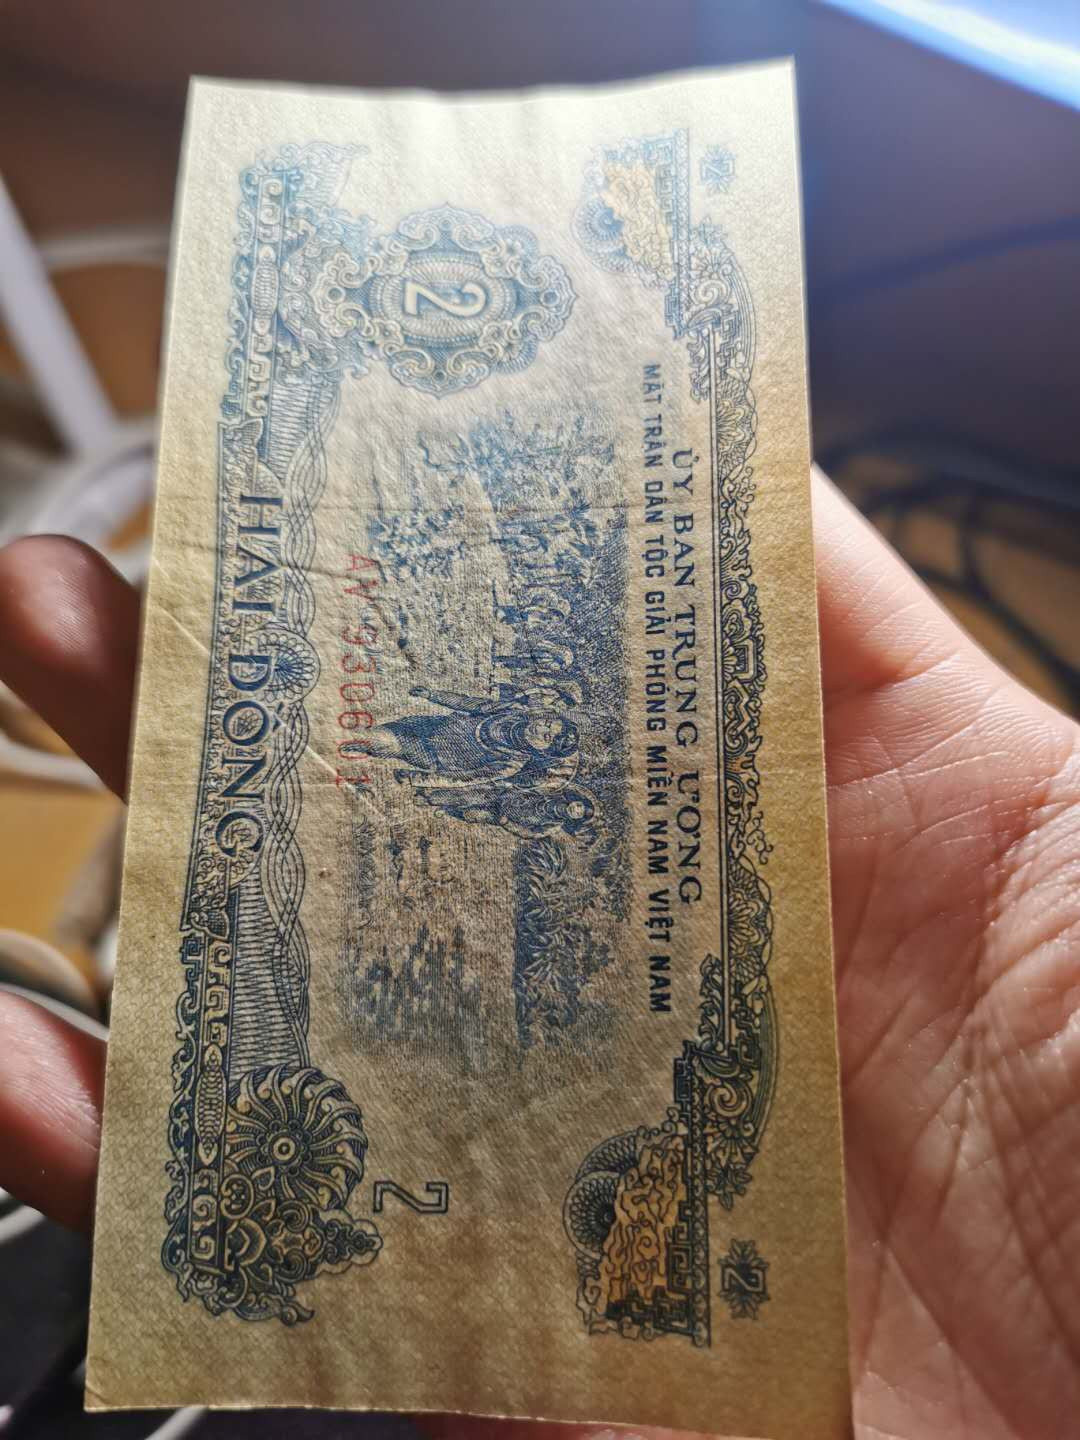 2 2
ỦY BAN TRUNG ƯƠNG
MẶT TRẬN DÂN TỘC GIẢI PHÓNG MIỀN NAM VIỆT NAM
2 2
AV 930601
HAI ĐỒNG